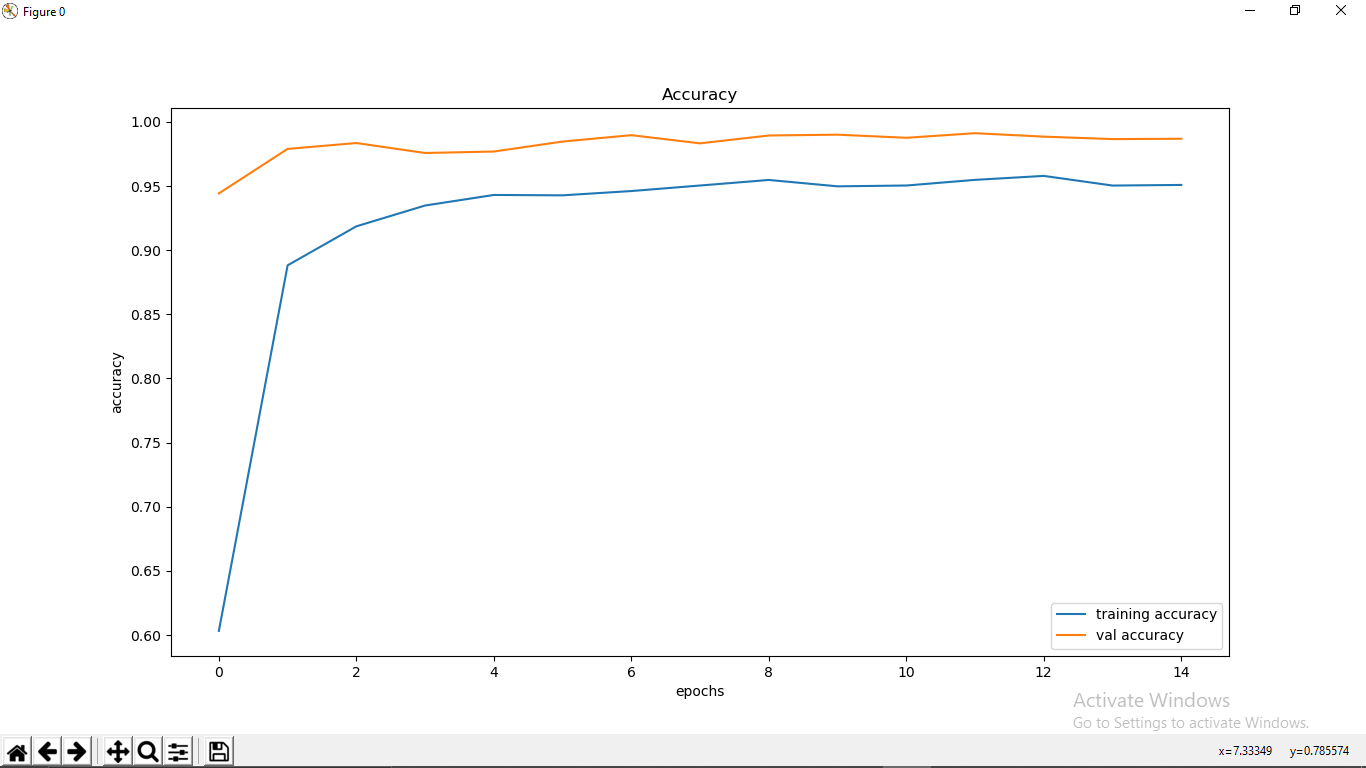 Figure 0
Accuracy
1.00
0.95
0.90
0.85
0.80
0.75
0.70
0.65
0.60
accuracy
training accuracy
val accuracy
0 2 4 6 8 10 12 14
epochs
Activate Windows
Go to Settings to activate Windows.
x=7.33349 y=0.785574